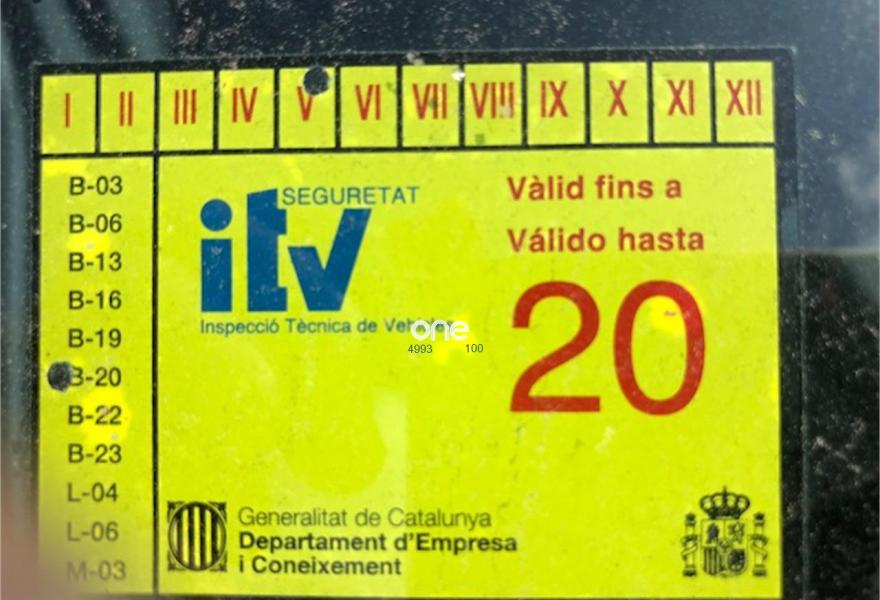 I II III IV V VI VII VIII IX X XI XII
B-03
B-06
B-13
B-16
B-19
B-20
B-22
B-23
L-04
L-06
M-03
itv SEGURETAT
Inspecció Tècnica de Vehicles
one
4993 100
Vàlid fins a
Válido hasta
20
Generalitat de Catalunya
Departament d'Empresa
i Coneixement